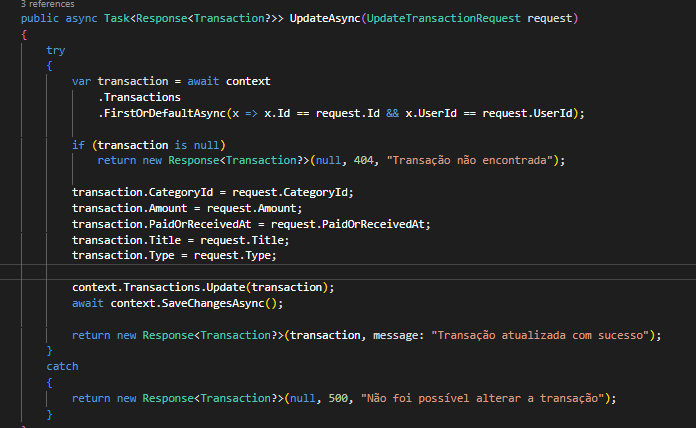 3 references
public async Task<Response<Transaction?>> UpdateAsync(UpdateTransactionRequest request)
{
try
{
var transaction = await context
.Transactions
.FirstOrDefaultAsync(x => x.Id == request.Id && x.UserId == request.UserId);
if (transaction is null)
return new Response<Transaction?>(null, 404, "Transação não encontrada");
transaction.CategoryId = request.CategoryId;
transaction.Amount = request.Amount;
transaction.PaidOrReceivedAt = request.PaidOrReceivedAt;
transaction.Title = request.Title;
transaction.Type = request.Type;
context.Transactions.Update(transaction);
await context.SaveChangesAsync();
return new Response<Transaction?>(transaction, message: "Transação atualizada com sucesso");
}
catch
{
return new Response<Transaction?>(null, 500, "Não foi possível alterar a transação");
}
}